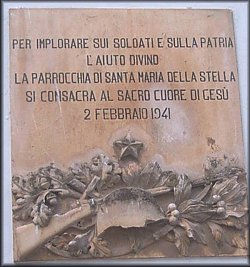 PER IMPLORARE SUI SOLDATI E SULLA PATRIA
L'AIUTO DIVINO
LA PARROCCHIA DI SANTA MARIA DELLA STELLA
SI CONSACRA AL SACRO CUORE DI GESÙ
2 FEBBRAIO 1941